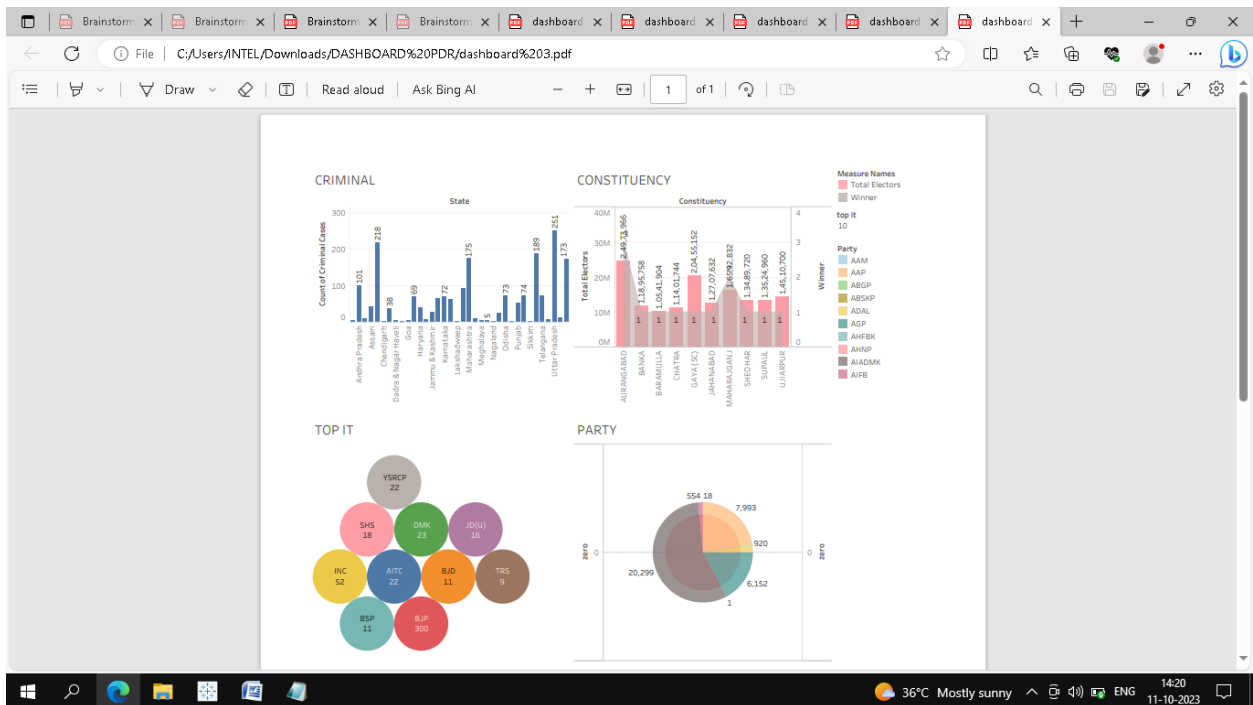 Brainstorm
Brainstorm
Brainstorm
Brainstorm
dashboard
dashboard
dashboard
dashboard
dashboard
File
C:/Users/INTEL/Downloads/DASHBOARD%20PDR/dashboard%203.pdf
Draw
Read aloud
Ask Bing AI
1
of 1
CRIMINAL
State
Count of Criminal Cases
300
200
100
0
101
218
38
69
72
175
5
73
74
189
251
173
Andhra Pradesh
Assam
Chandigarh
Dadra & Nagar Haveli
Goa
Haryana
Jammu & Kashmir
Karnataka
Lakshadweep
Maharashtra
Meghalaya
Nagaland
Odisha
Punjab
Sikkim
Telangana
Uttar Pradesh
CONSTITUENCY
Constituency
Total Electors
40M
30M
20M
10M
0M
2,49,73,966
1,18,95,758
1,05,41,904
1,14,01,744
2,04,55,152
1,27,07,632
1,34,89,720
1,35,24,960
1,45,10,700
1
1
1
1
1
1
1
1
4
3
2
1
0
Winner
AURANGABAD
BANKA
BARAMULLA
CHATRA
GAYA (SC)
JAHANABAD
MAHARAJGANJ
SHEOHAR
SUPAUL
UJIARPUR
Measure Names
Total Electors
Winner
top it
10
Party
AAM
AAP
ABGP
ABSKP
ADAL
AGP
AHFBK
AHNP
AIADMK
AIFB
TOP IT
YSRCP
22
SHS
18
DMK
23
JD(U)
16
INC
52
AITC
22
BJD
11
TRS
9
BSP
11
BJP
300
PARTY
zero
0
554
18
7,993
920
6,152
1
20,299
0
zero
36°C Mostly sunny
ENG
14:20
11-10-2023